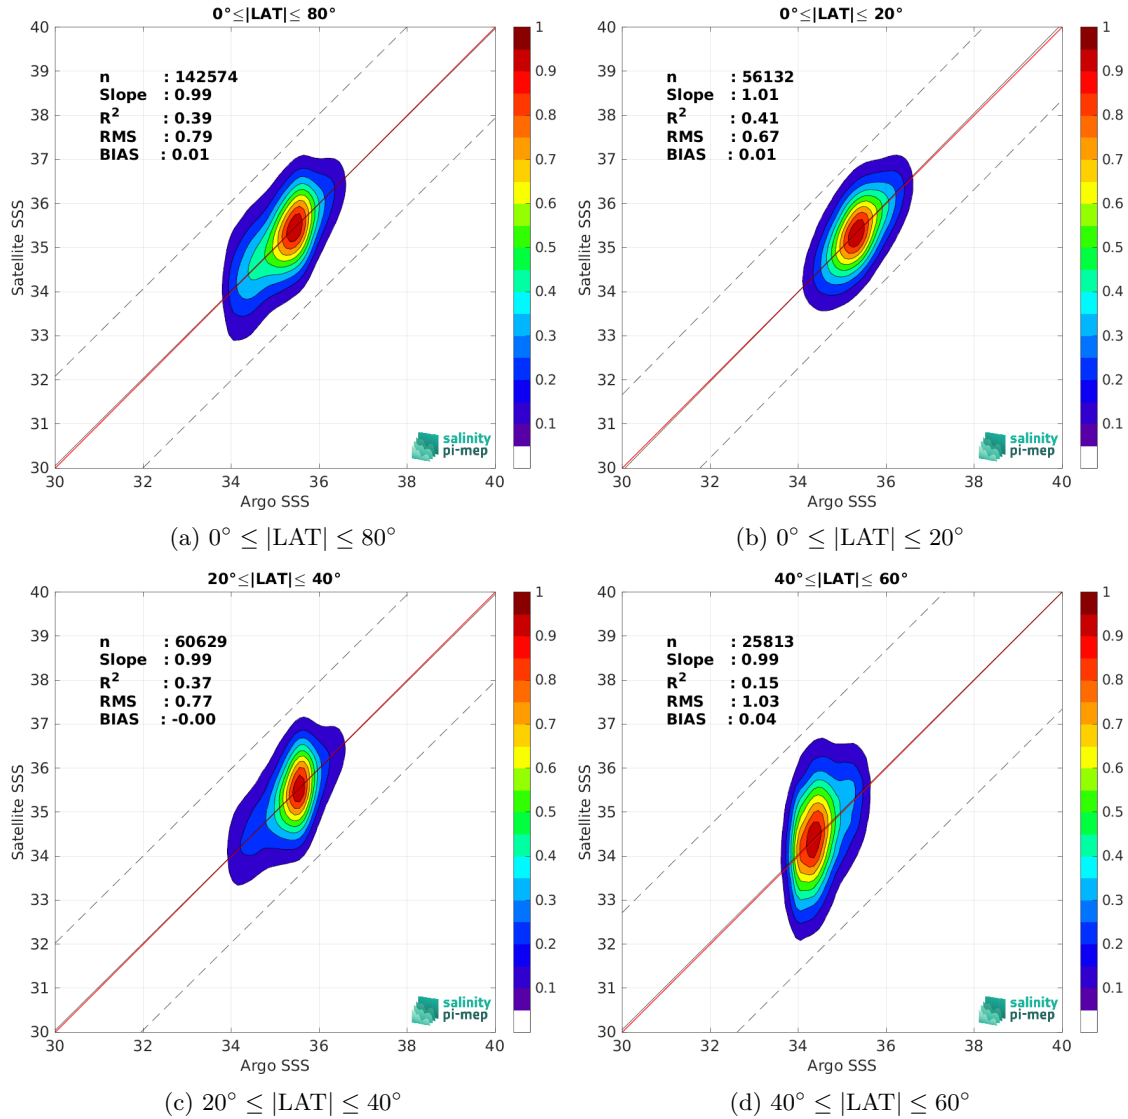 0°≤|LAT|≤ 80°
n : 142574
Slope : 0.99
R² : 0.39
RMS : 0.79
BIAS : 0.01
40
39
38
37
36
35
34
33
32
31
30
Satellite SSS
30 32 34 36 38 40
Argo SSS
1
0.9
0.8
0.7
0.6
0.5
0.4
0.3
0.2
0.1
salinity
pi-mep
(a) 0° ≤ |LAT| ≤ 80°
0°≤|LAT|≤ 20°
n : 56132
Slope : 1.01
R² : 0.41
RMS : 0.67
BIAS : 0.01
40
39
38
37
36
35
34
33
32
31
30
Satellite SSS
30 32 34 36 38 40
Argo SSS
1
0.9
0.8
0.7
0.6
0.5
0.4
0.3
0.2
0.1
salinity
pi-mep
(b) 0° ≤ |LAT| ≤ 20°
20°≤|LAT|≤ 40°
n : 60629
Slope : 0.99
R² : 0.37
RMS : 0.77
BIAS : -0.00
40
39
38
37
36
35
34
33
32
31
30
Satellite SSS
30 32 34 36 38 40
Argo SSS
1
0.9
0.8
0.7
0.6
0.5
0.4
0.3
0.2
0.1
salinity
pi-mep
(c) 20° ≤ |LAT| ≤ 40°
40°≤|LAT|≤ 60°
n : 25813
Slope : 0.99
R² : 0.15
RMS : 1.03
BIAS : 0.04
40
39
38
37
36
35
34
33
32
31
30
Satellite SSS
30 32 34 36 38 40
Argo SSS
1
0.9
0.8
0.7
0.6
0.5
0.4
0.3
0.2
0.1
salinity
pi-mep
(d) 40° ≤ |LAT| ≤ 60°